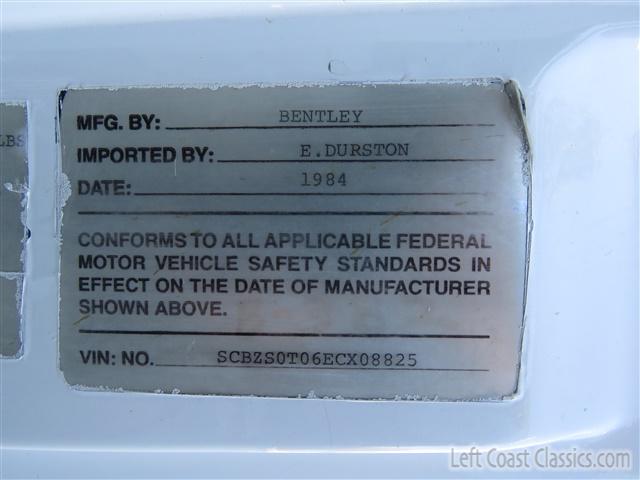 LBS
MFG. BY: BENTLEY
IMPORTED BY: E.DURSTON
DATE: 1984
CONFORMS TO ALL APPLICABLE FEDERAL
MOTOR VEHICLE SAFETY STANDARDS IN
EFFECT ON THE DATE OF MANUFACTURER
SHOWN ABOVE.
VIN: NO. SCBZS0T06ECX08825
Left Coast Classics.com